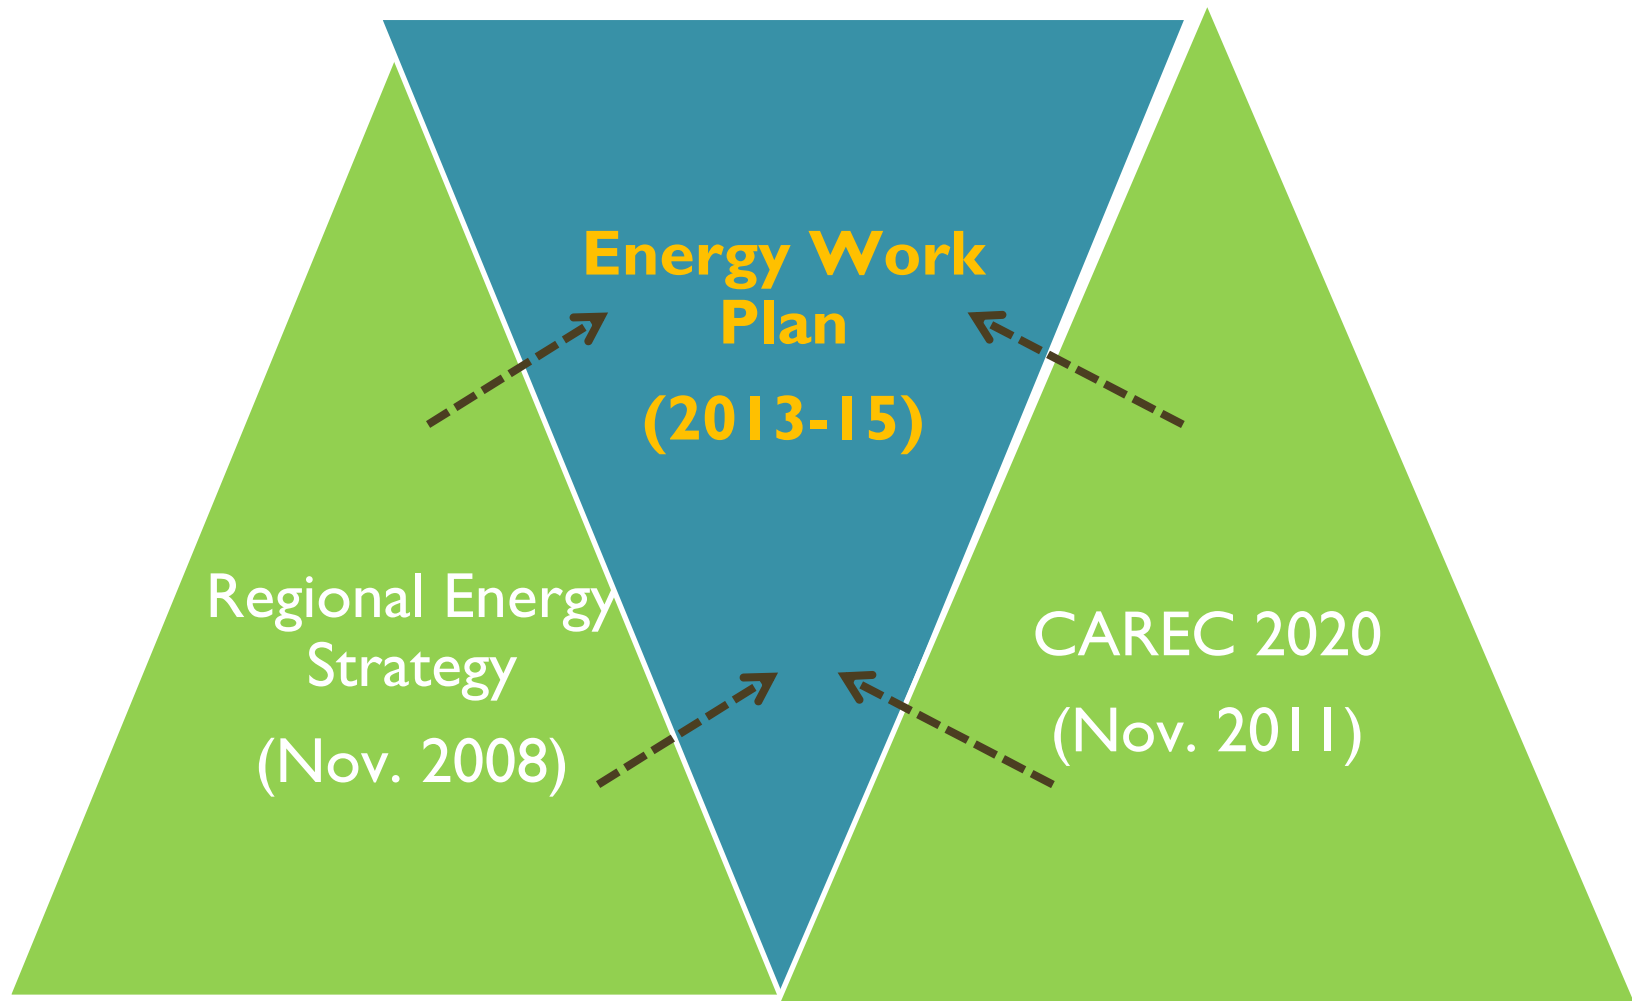 Energy Work
Plan
(2013-15)
Regional Energy
Strategy
(Nov. 2008)
CAREC 2020
(Nov. 2011)